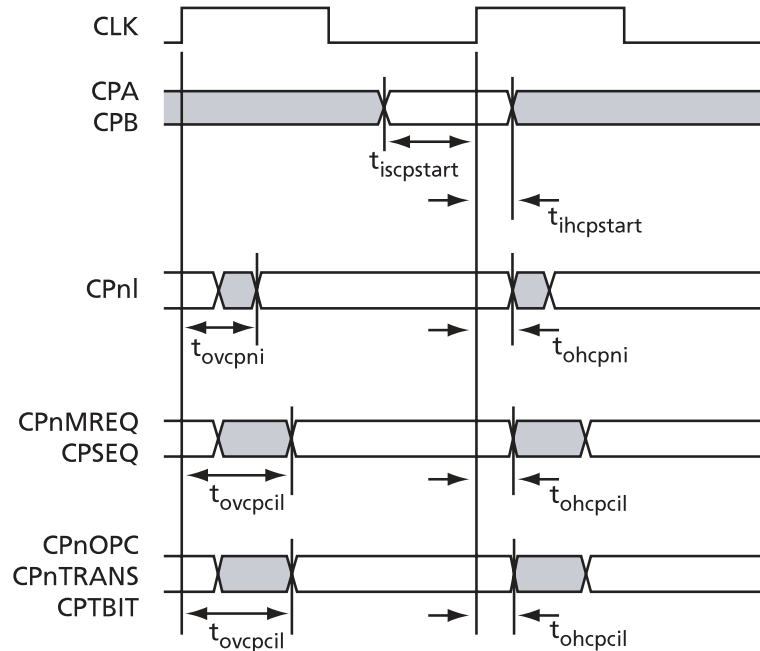 CLK
CPA
CPB
tiscpstart
tihcpstart
CPnI
tovcpni
tohcpni
CPnMREQ
CPSEQ
tovcpcil
tohcpcil
CPnOPC
CPnTRANS
CPTBIT
tovcpcil
tohcpcil